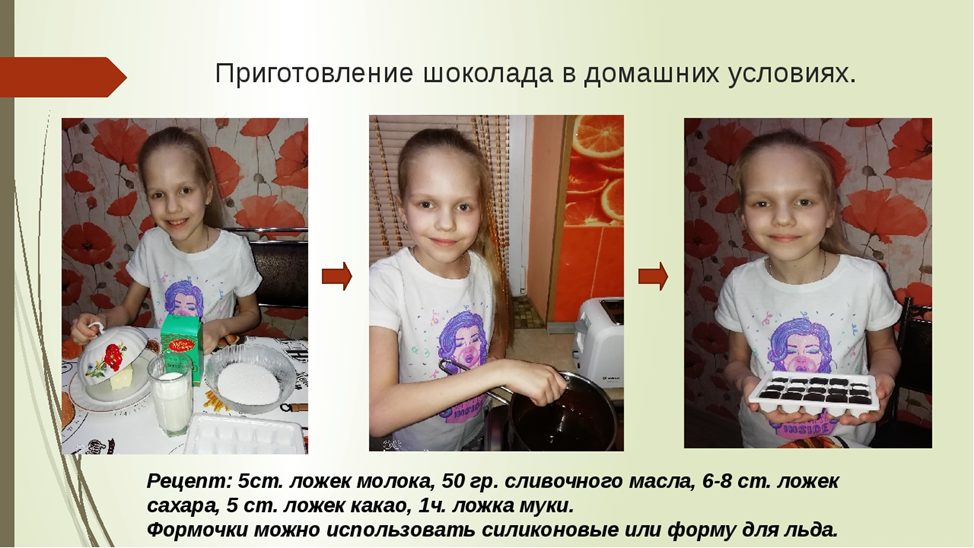 Приготовление шоколада в домашних условиях.
INSIDE
Рецепт: 5ст. ложек молока, 50 гр. сливочного масла, 6-8 ст. ложек
сахара, 5 ст. ложек какао, 1ч. ложка муки.
Формочки можно использовать силиконовые или форму для льда.